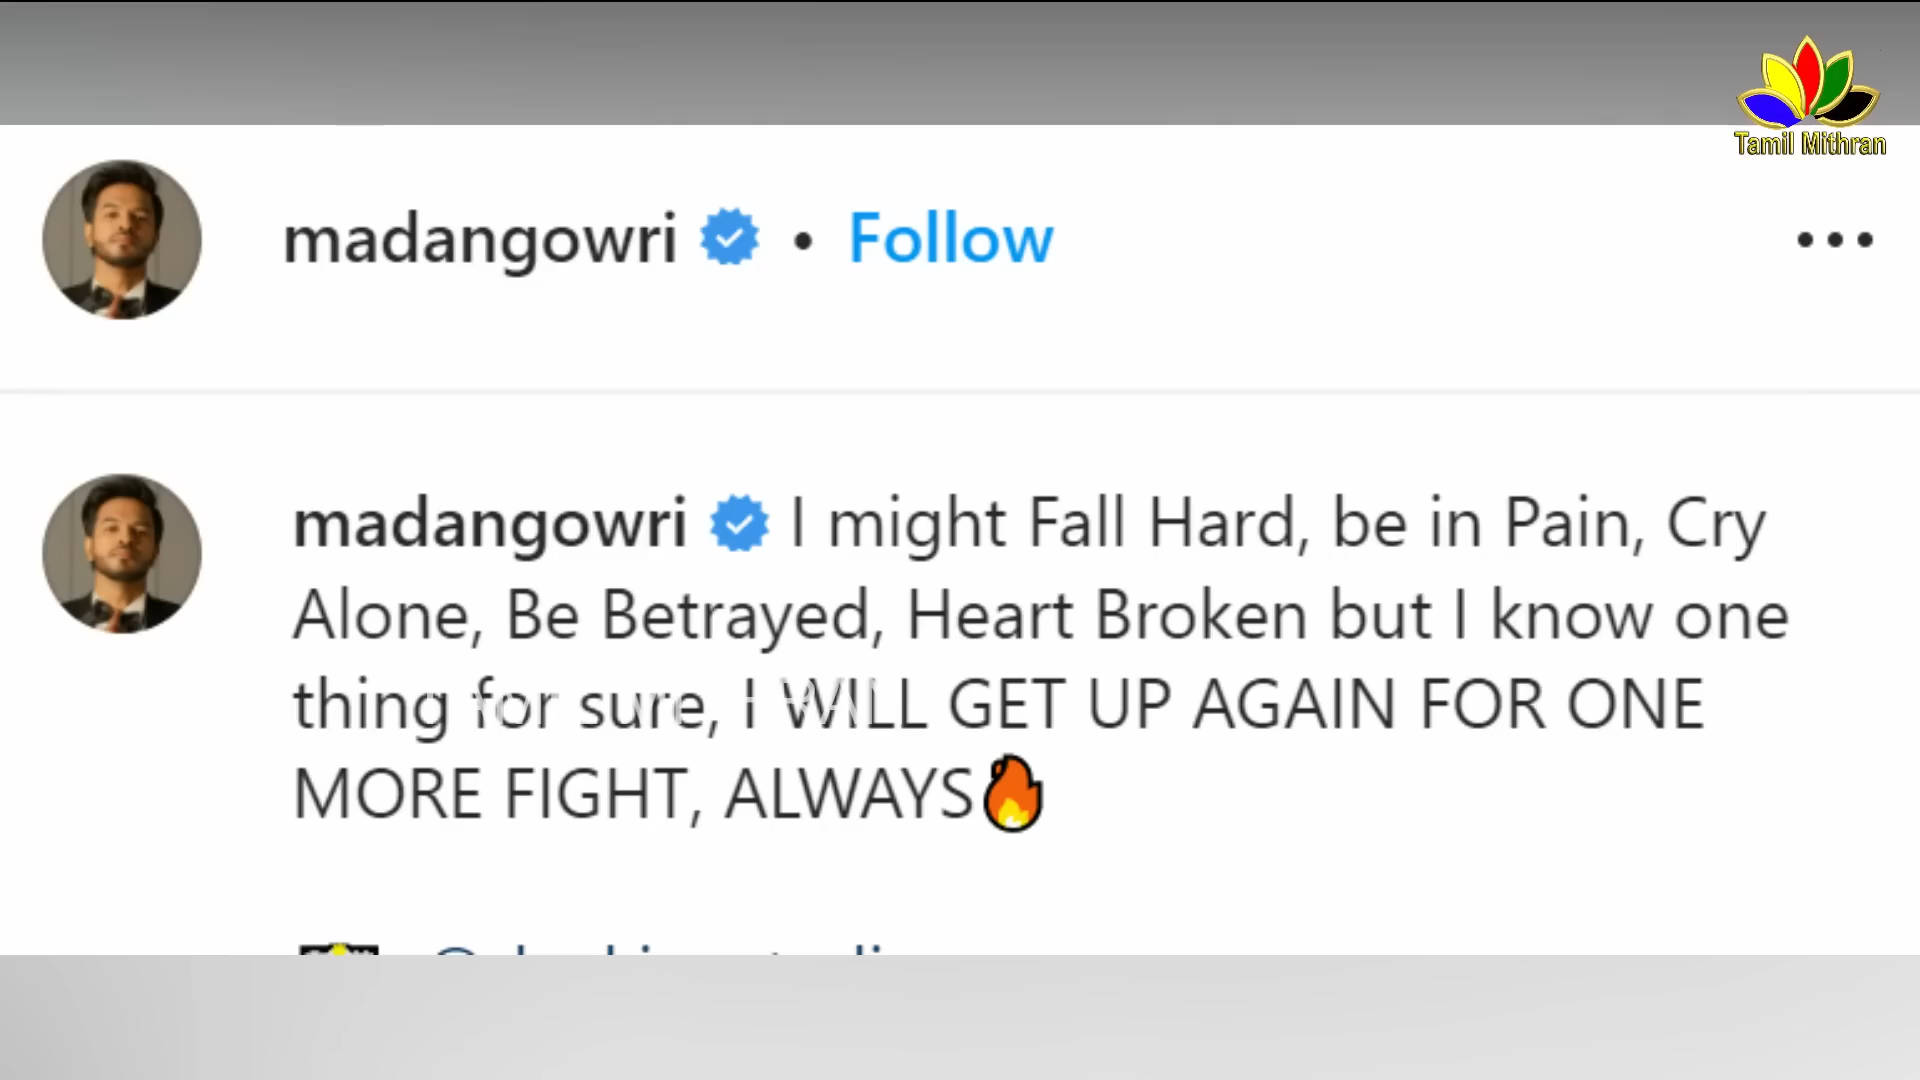 Tamil Mithran
madangowri • Follow
madangowri I might Fall Hard, be in Pain, Cry
Alone, Be Betrayed, Heart Broken but I know one
thing for sure, I WILL GET UP AGAIN FOR ONE
MORE FIGHT, ALWAYS🔥